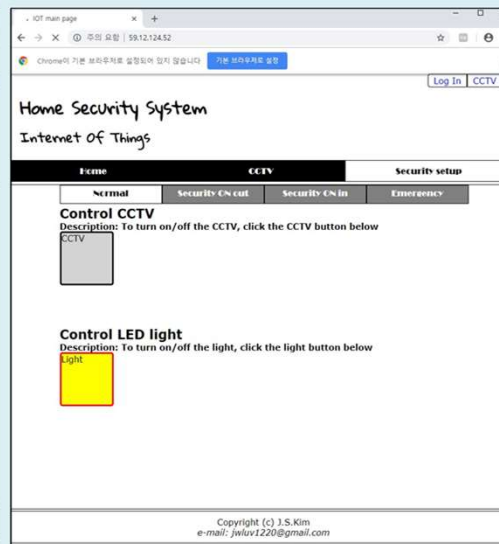 IOT main page
주의 요함 59.12.124.52
Chrome이 기본 브라우저로 설정되어 있지 않습니다 기본 브라우저로 설정
Log In CCTV
Home Security System
Internet Of Things
Home CCTV Security setup
Normal Security ON out Security ON in Emergency
Control CCTV
Description: To turn on/off the CCTV, click the CCTV button below
CCTV
Control LED light
Description: To turn on/off the light, click the light button below
Light
Copyright (c) J.S.Kim
e-mail: jwluv1220@gmail.com